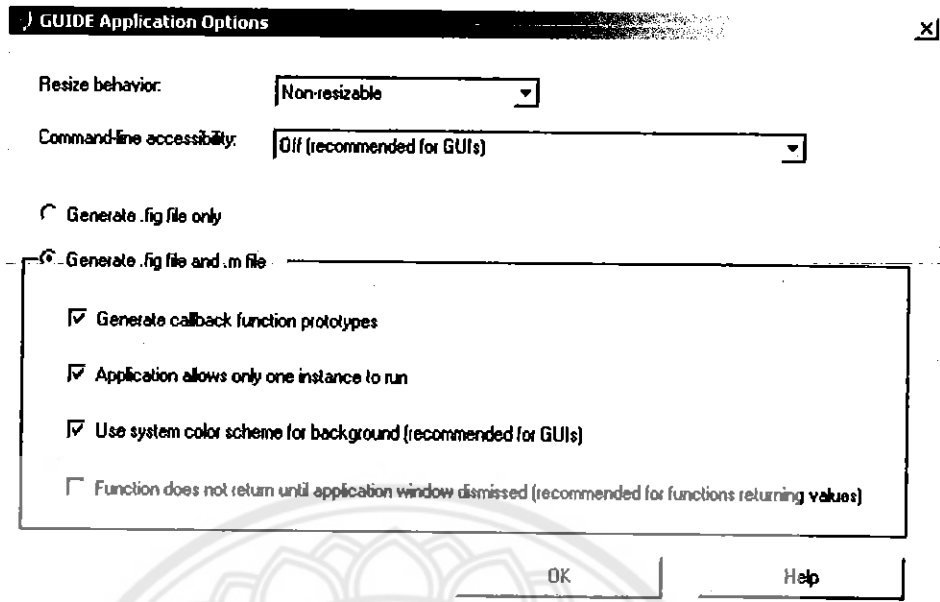 GUIDE Application Options
Resize behavior:
Non-resizable
Command-line accessibility:
Off (recommended for GUIs)
Generate .fig file only
Generate .fig file and .m file
Generate callback function prototypes
Application allows only one instance to run
Use system color scheme for background (recommended for GUIs)
Function does not return until application window dismissed (recommended for functions returning values)
OK
Help